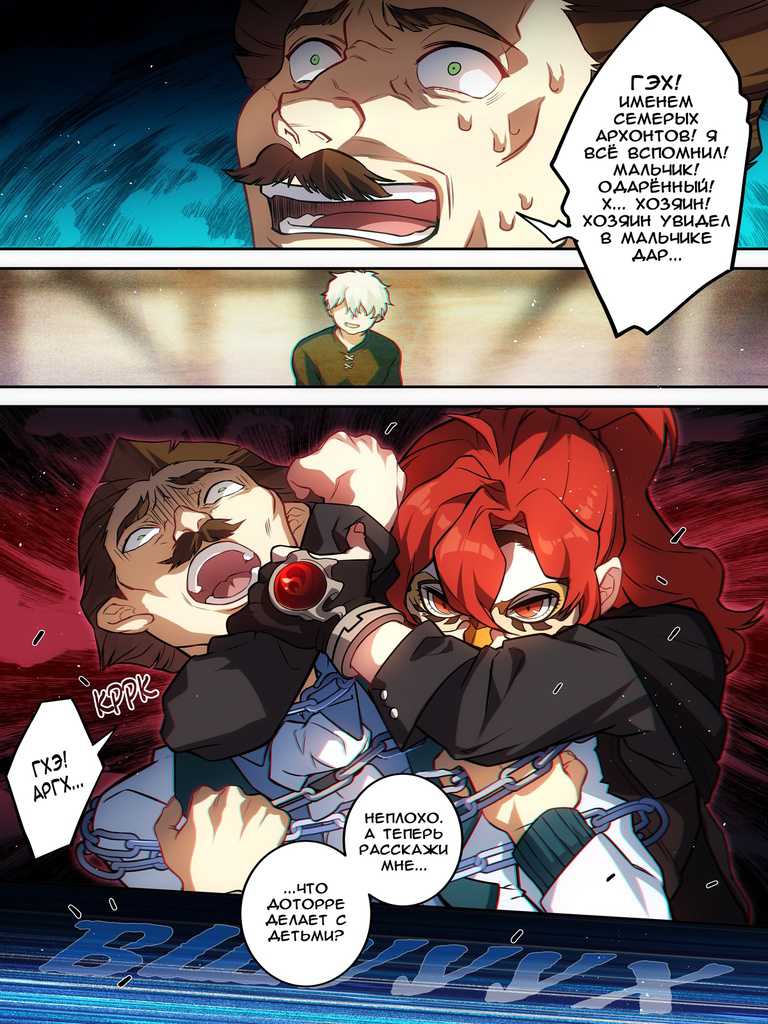 ГЭХ!
ИМЕНЕМ
СЕМЕРЫХ
АРХОНТОВ! Я
ВСЁ ВСПОМНИЛ!
МАЛЬЧИК!
ОДАРЁННЫЙ!
Х... ХОЗЯИН!
ХОЗЯИН УВИДЕЛ
В МАЛЬЧИКЕ
ДАР...
КРРК
ГХЭ!
АРГХ...
НЕПЛОХО.
А ТЕПЕРЬ
РАССКАЖИ
МНЕ...
...ЧТО
ДОТОРРЕ
ДЕЛАЕТ С
ДЕТЬМИ?